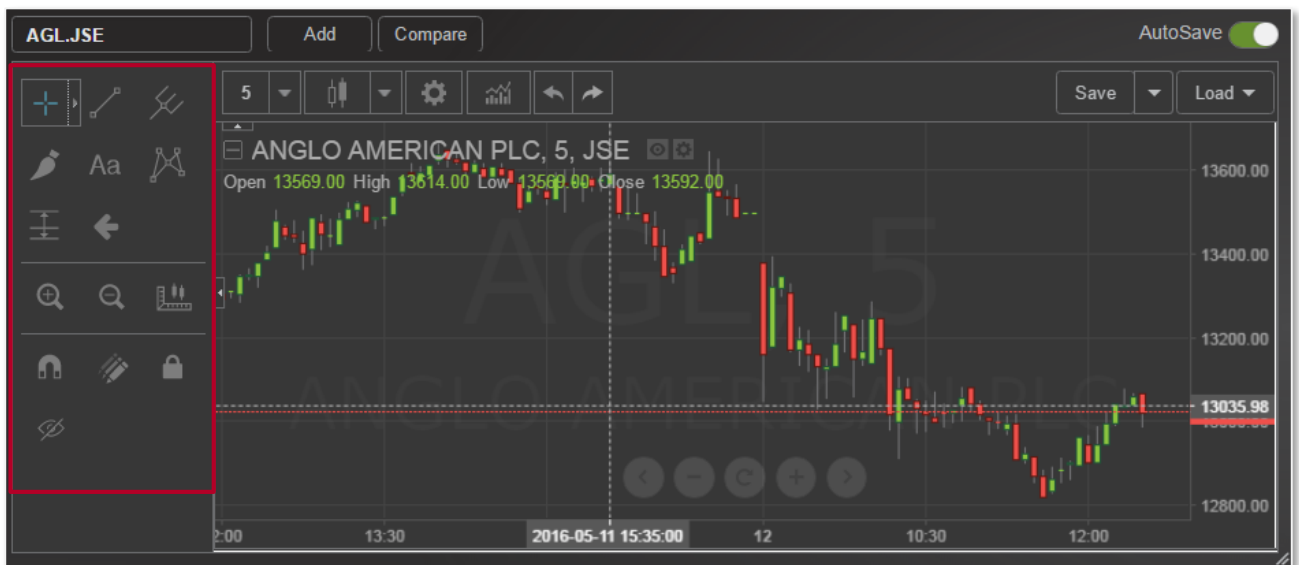 AGL.JSE Add Compare AutoSave
5 Save Load
ANGLO AMERICAN PLC, 5, JSE
Open 13569.00 High 13614.00 Low 13569.00 Close 13592.00
Aa
13600.00
AGL, 5
13400.00
13200.00
ANGLO AMERICAN PLC
13035.98
12800.00
13:30 2016-05-11 15:35:00 12 10:30 12:00